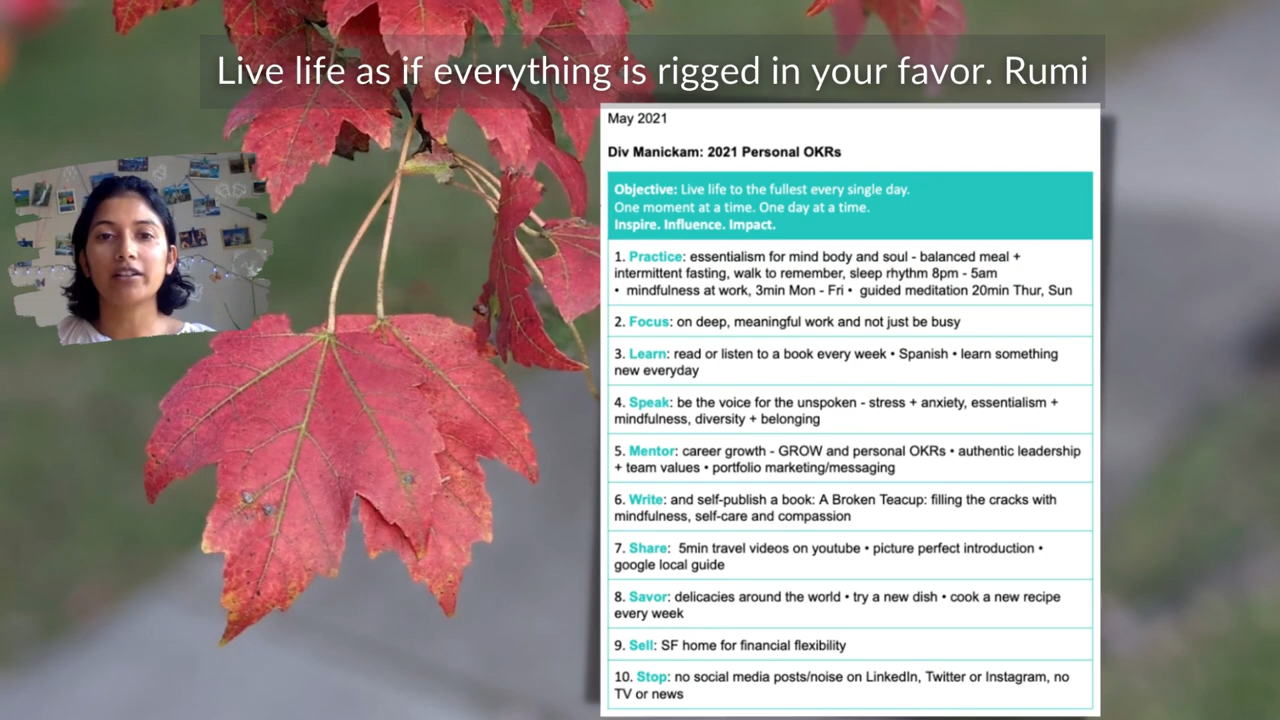 Live life as if everything is rigged in your favor. Rumi
May 2021
Div Manickam: 2021 Personal OKRs
Objective: Live life to the fullest every single day.
One moment at a time. One day at a time.
Inspire. Influence. Impact.
1. Practice: essentialism for mind body and soul - balanced meal +
intermittent fasting, walk to remember, sleep rhythm 8pm - 5am
• mindfulness at work, 3min Mon - Fri • guided meditation 20min Thur, Sun
2. Focus: on deep, meaningful work and not just be busy
3. Learn: read or listen to a book every week • Spanish • learn something
new everyday
4. Speak: be the voice for the unspoken - stress + anxiety, essentialism +
mindfulness, diversity + belonging
5. Mentor: career growth - GROW and personal OKRs • authentic leadership
+ team values • portfolio marketing/messaging
6. Write: and self-publish a book: A Broken Teacup: filling the cracks with
mindfulness, self-care and compassion
7. Share: 5min travel videos on youtube • picture perfect introduction •
google local guide
8. Savor: delicacies around the world • try a new dish • cook a new recipe
every week
9. Sell: SF home for financial flexibility
10. Stop: no social media posts/noise on LinkedIn, Twitter or Instagram, no
TV or news